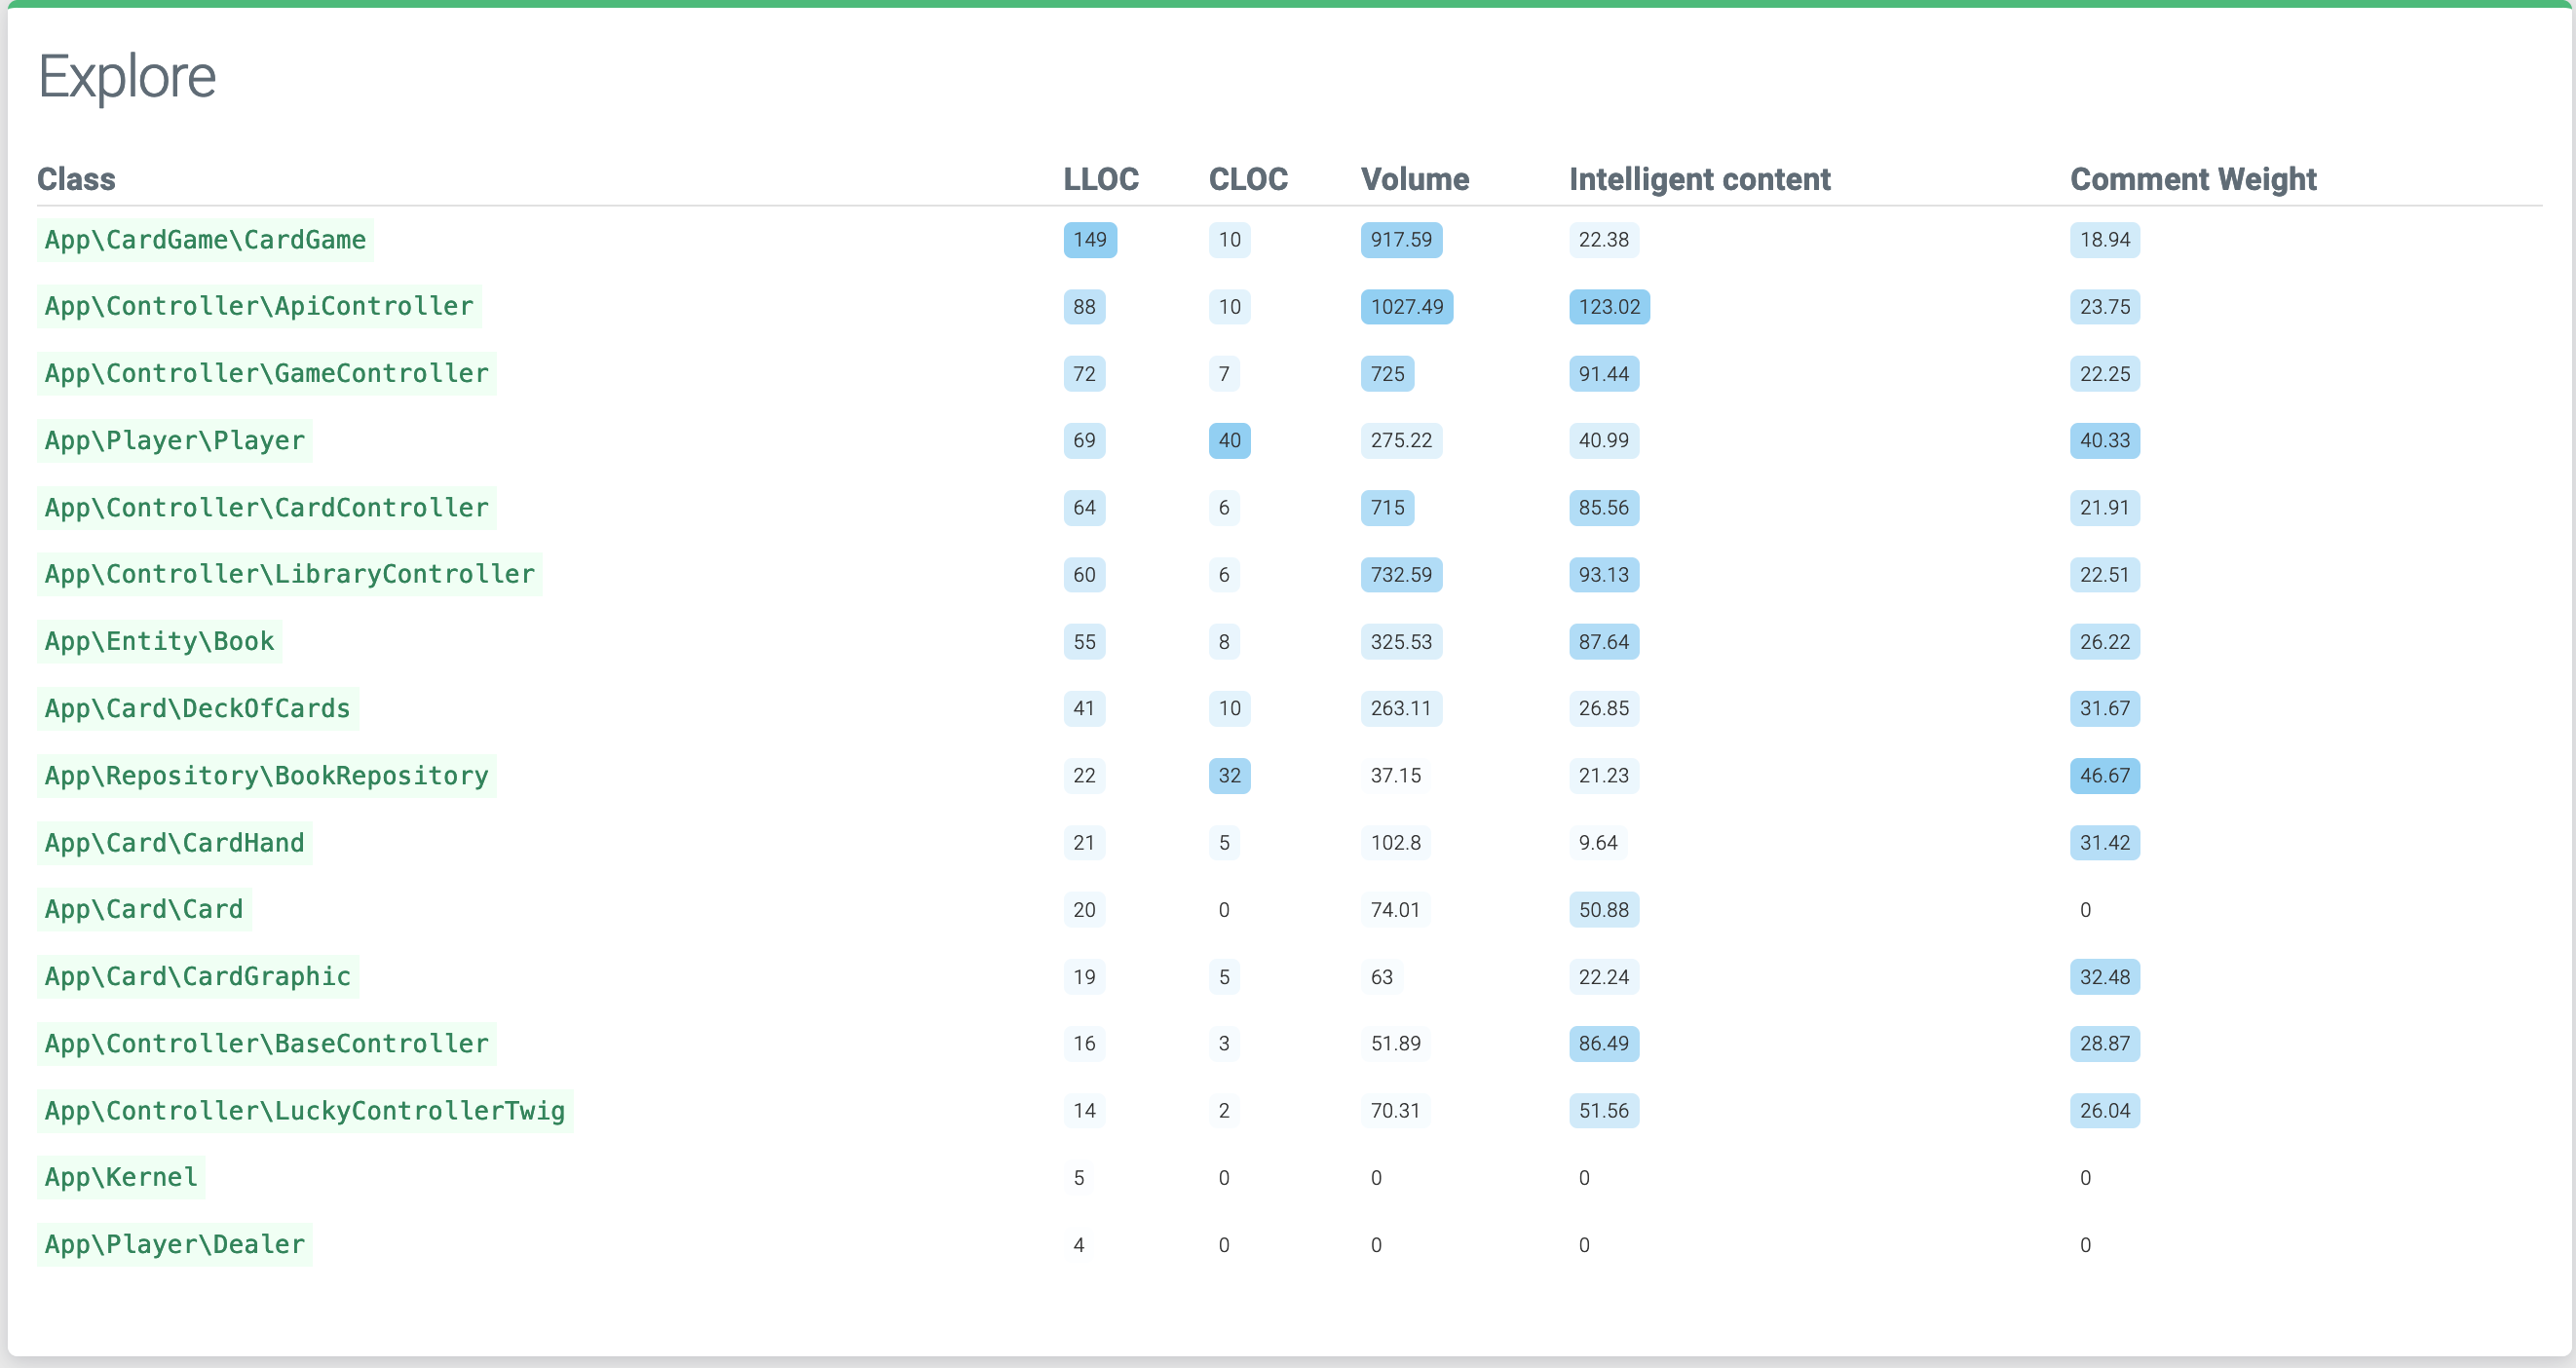 Explore
Class LLOC CLOC Volume Intelligent content Comment Weight
App\CardGame\CardGame 149 10 917.59 22.38 18.94
App\Controller\ApiController 88 10 1027.49 123.02 23.75
App\Controller\GameController 72 7 725 91.44 22.25
App\Player\Player 69 40 275.22 40.99 40.33
App\Controller\CardController 64 6 715 85.56 21.91
App\Controller\LibraryController 60 6 732.59 93.13 22.51
App\Entity\Book 55 8 325.53 87.64 26.22
App\Card\DeckOfCards 41 10 263.11 26.85 31.67
App\Repository\BookRepository 22 32 37.15 21.23 46.67
App\Card\CardHand 21 5 102.8 9.64 31.42
App\Card\Card 20 0 74.01 50.88 0
App\Card\CardGraphic 19 5 63 22.24 32.48
App\Controller\BaseController 16 3 51.89 86.49 28.87
App\Controller\LuckyControllerTwig 14 2 70.31 51.56 26.04
App\Kernel 5 0 0 0 0
App\Player\Dealer 4 0 0 0 0